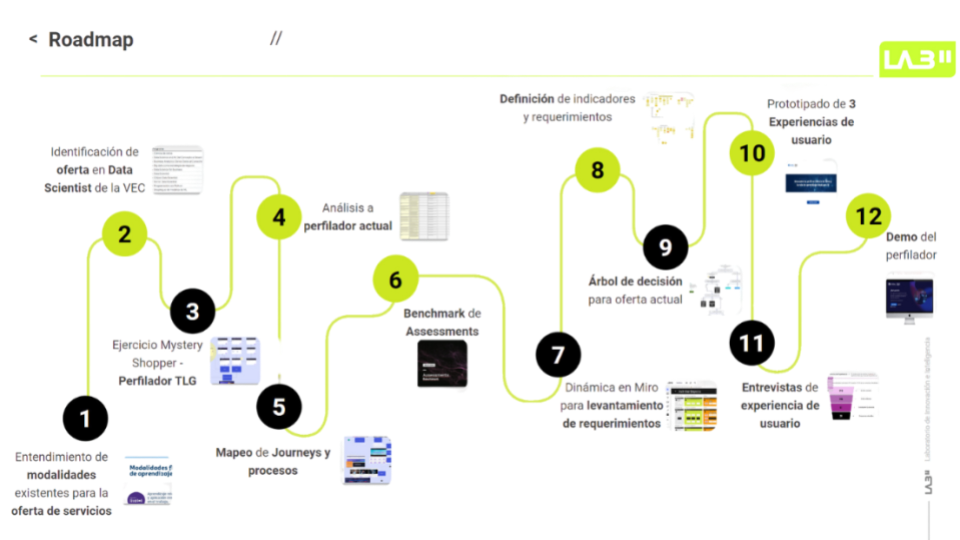 < Roadmap //
LAB"
1
Entendimiento de
modalidades
existentes para la
oferta de servicios
Modalidades
de aprendizaje
2
Identificación de
oferta en Data
Scientist de la VEC
3
Ejercicio Mystery
Shopper -
Perfilador TLG
4
Análisis a
perfilador actual
5
Mapeo de Journeys y
procesos
6
Benchmark de
Assessments
7
Dinámica en Miro
para levantamiento
de requerimientos
8
Definición de indicadores
y requerimientos
9
Árbol de decisión
para oferta actual
10
Prototipado de 3
Experiencias de
usuario
11
Entrevistas de
experiencia de
usuario
12
Demo del
perfilador
LAB" Laboratorio de Innovación e Inteligencia